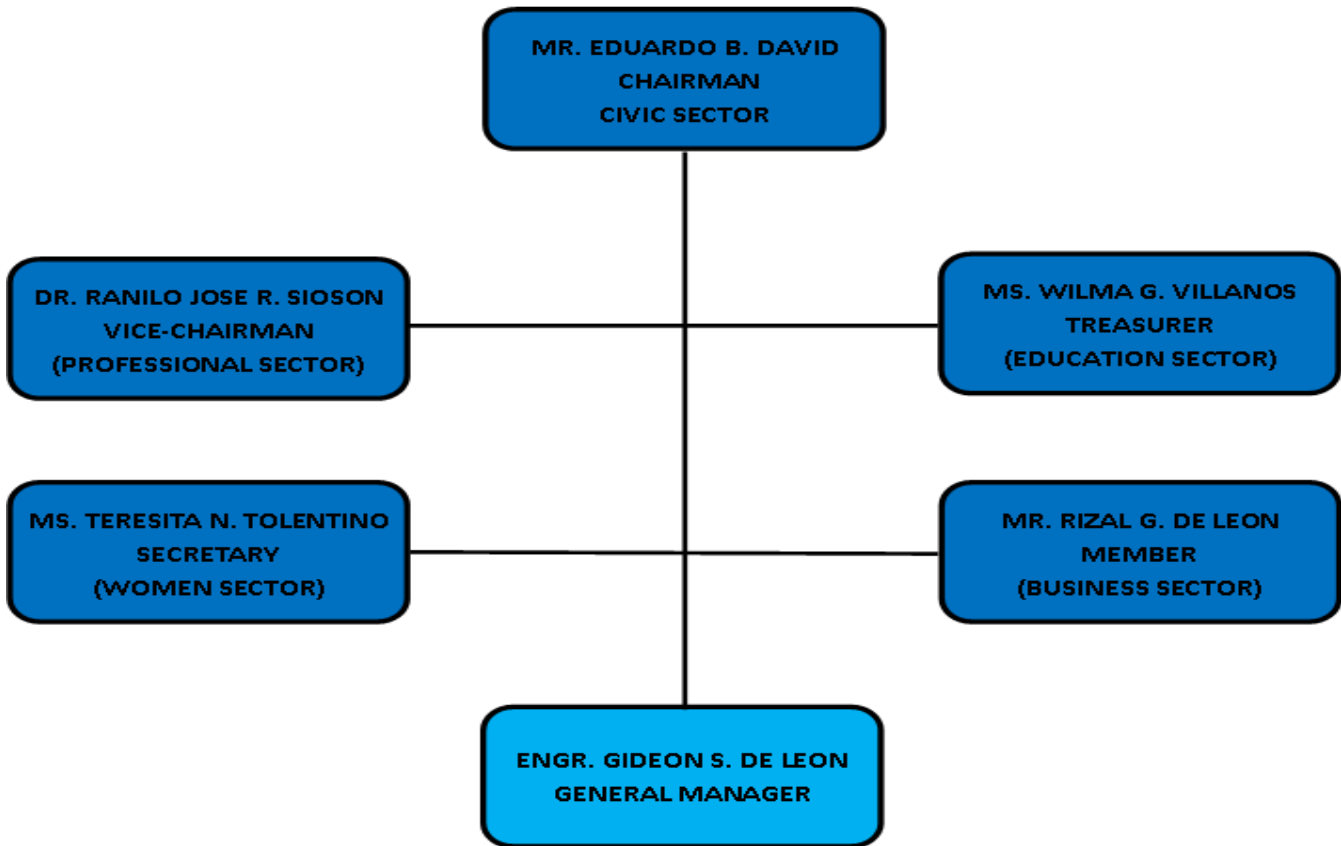 MR. EDUARDO B. DAVID
CHAIRMAN
CIVIC SECTOR
DR. RANILO JOSE R. SIOSON
VICE-CHAIRMAN
(PROFESSIONAL SECTOR)
MS. WILMA G. VILLANOS
TREASURER
(EDUCATION SECTOR)
MS. TERESITA N. TOLENTINO
SECRETARY
(WOMEN SECTOR)
MR. RIZAL G. DE LEON
MEMBER
(BUSINESS SECTOR)
ENGR. GIDEON S. DE LEON
GENERAL MANAGER